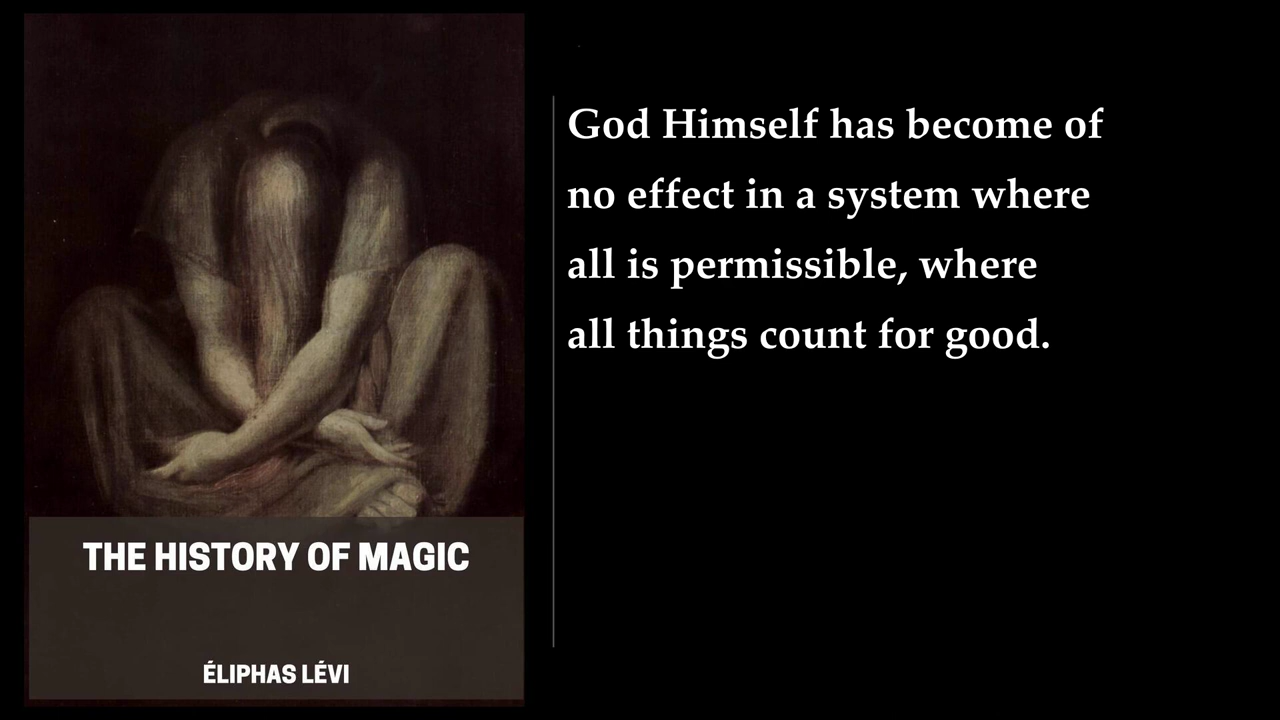 THE HISTORY OF MAGIC
ÉLIPHAS LÉVI
God Himself has become of
no effect in a system where
all is permissible, where
all things count for good.